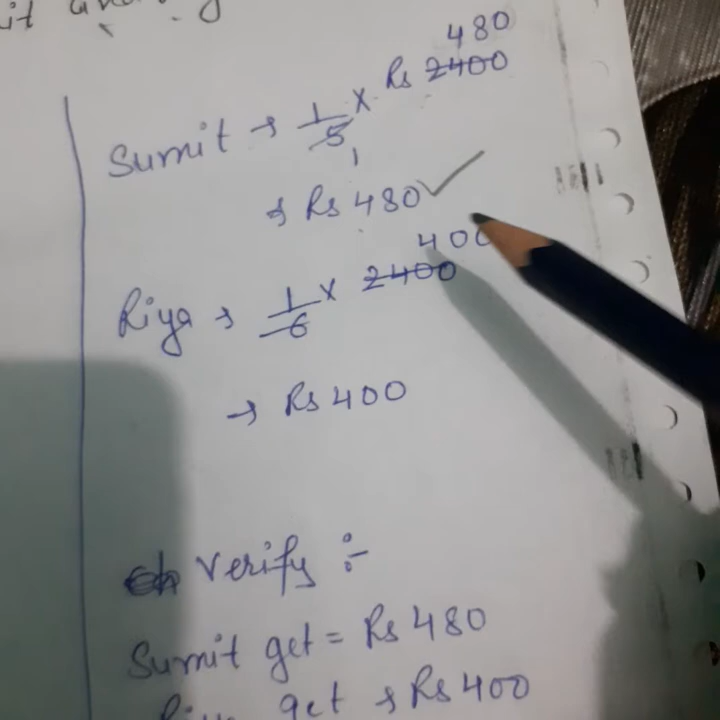 480
Sumit → 1/5 × Rs 2400
1
→ Rs 480 ✓
400
Riya → 1/6 × 2400
→ Rs 400
Verify :-
Sumit get = Rs 480
get → Rs 400